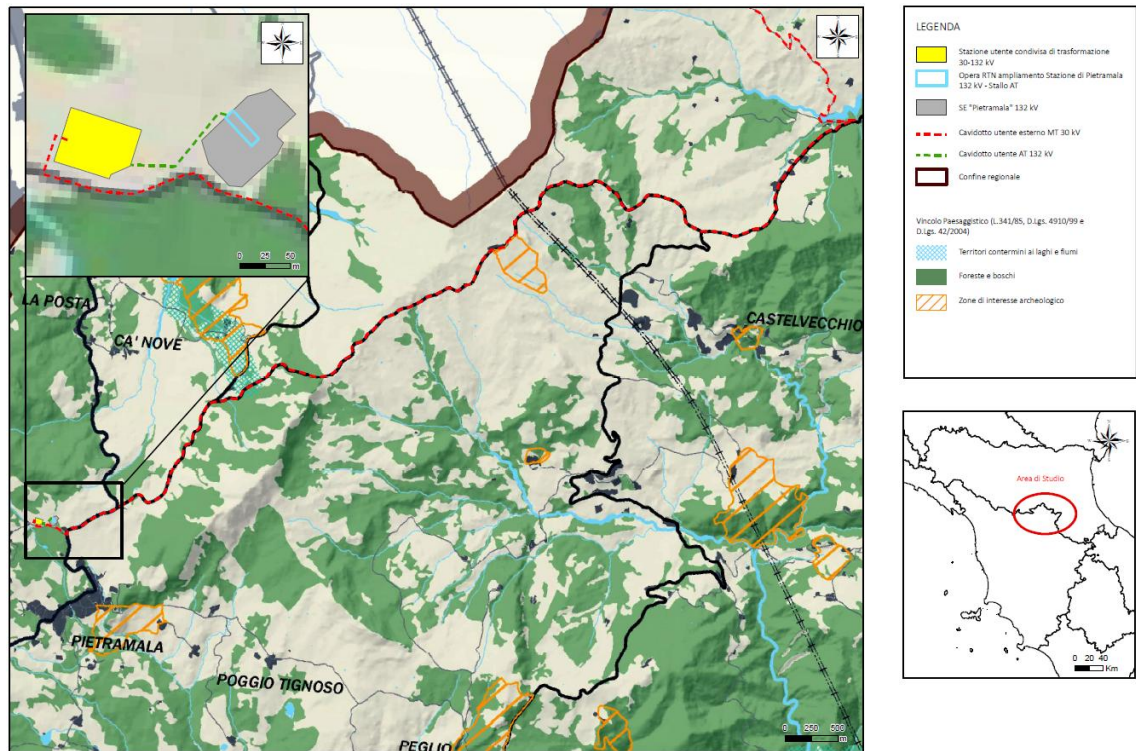 0 25 50
m
LA POSTA
CA' NOVE
CASTELVECCHIO
PIETRAMALA
POGGIO TIGNOSO
PEGLIO
0 250 500
m
LEGENDA
Stazione utente condivisa di trasformazione
30-132 kV
Opera RTN ampliamento Stazione di Pietramala
132 kV - Stallo AT
SE "Pietramala" 132 kV
Cavidotto utente esterno MT 30 kV
Cavidotto utente AT 132 kV
Confine regionale
Vincolo Paesaggistico (L.341/85, D.Lgs. 4910/99 e
D.Lgs. 42/2004)
Territori contermini ai laghi e fiumi
Foreste e boschi
Zone di interesse archeologico
Area di Studio
0 20 40
Km